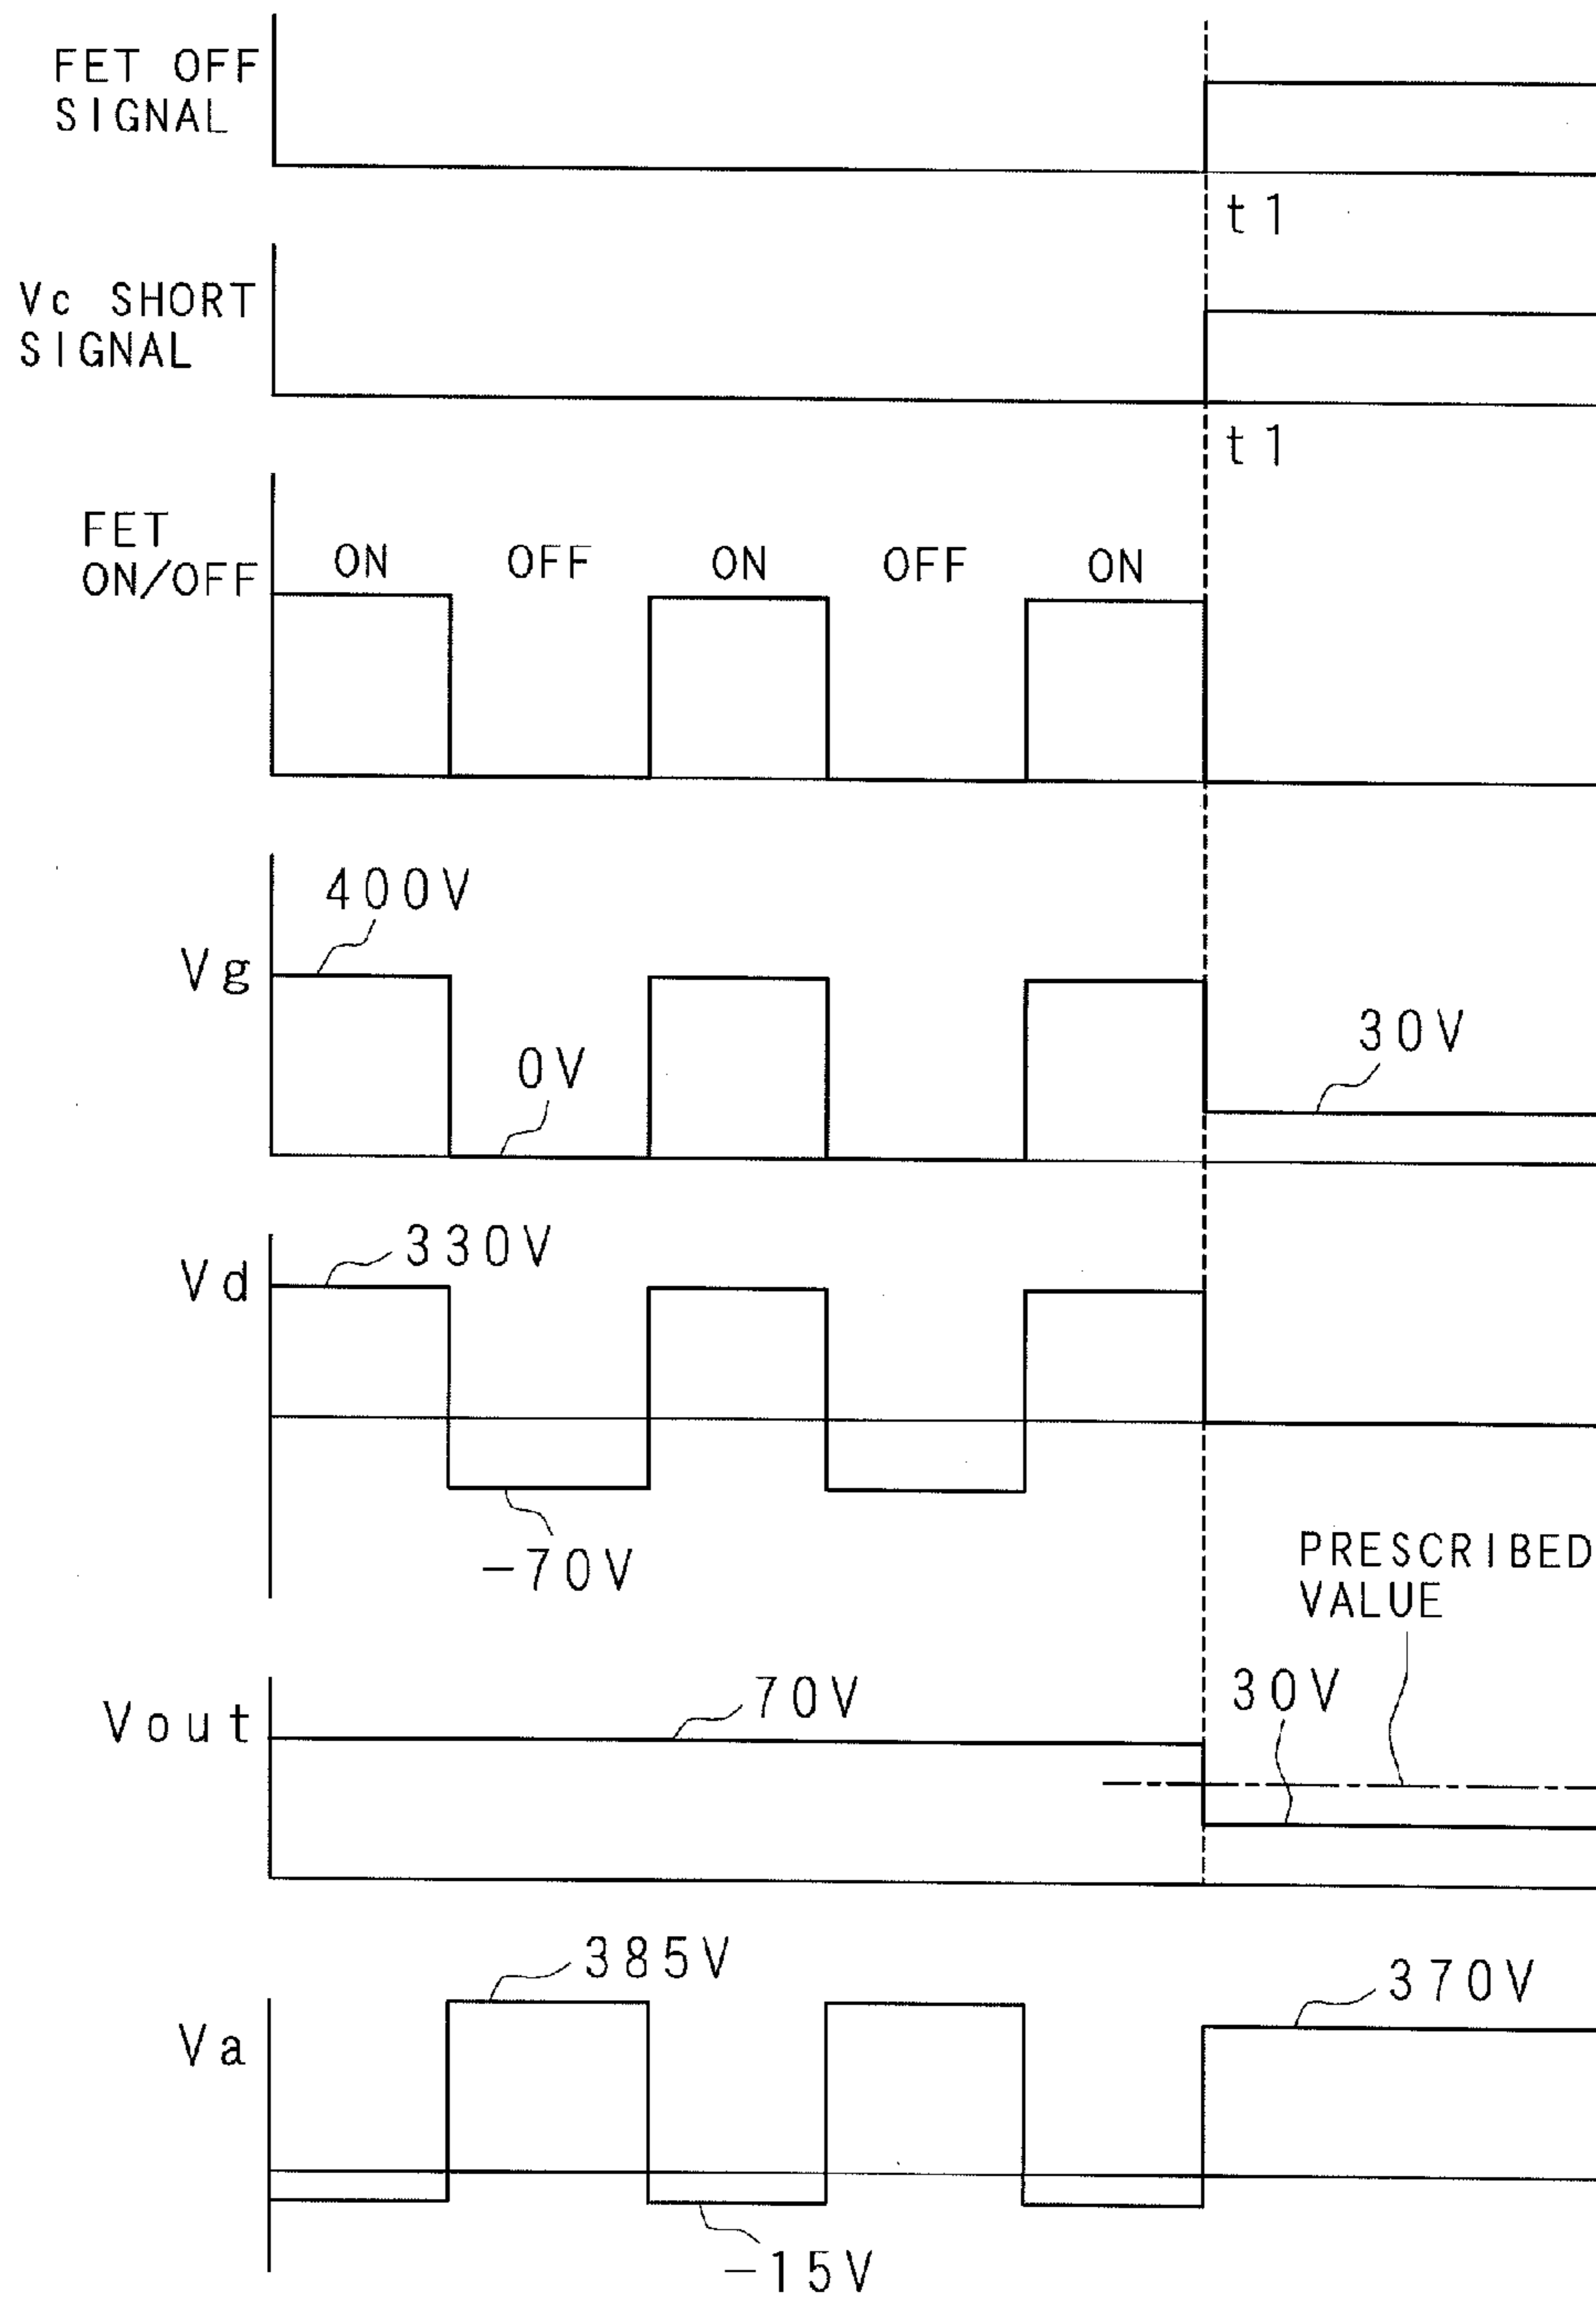 FET OFF
SIGNAL
t1
Vc SHORT
SIGNAL
t1
FET
ON/OFF
ON OFF ON OFF ON
400V
Vg
0V
30V
330V
Vd
-70V
PRESCRIBED
VALUE
Vout
70V
30V
385V
370V
Va
-15V